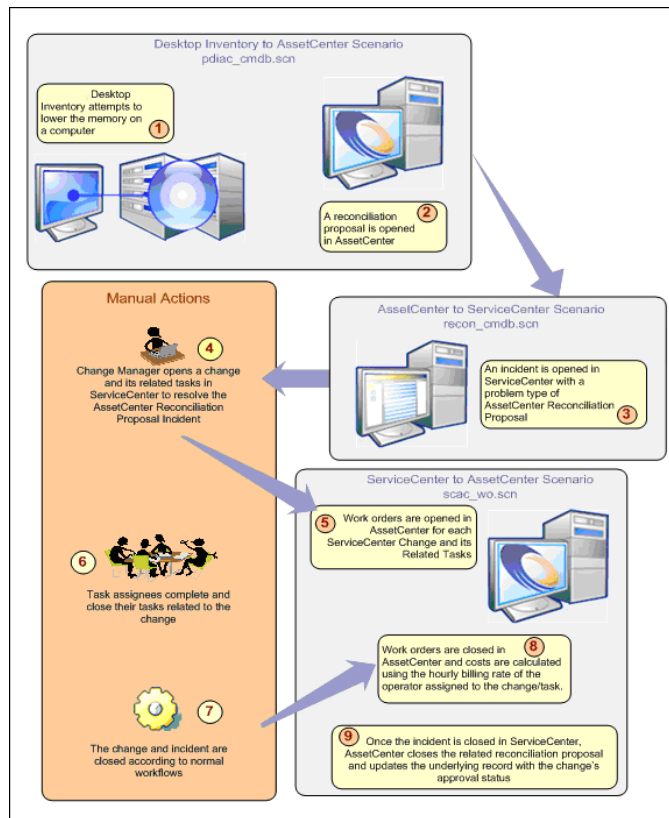 Desktop Inventory to AssetCenter Scenario
pdiac_cmdb.scn
Desktop
Inventory attempts to
lower the memory on
a computer
1
2
A reconciliation
proposal is opened
in AssetCenter
AssetCenter to ServiceCenter Scenario
recon_cmdb.scn
An incident is opened in
ServiceCenter with a
problem type of
AssetCenter Reconciliation
Proposal
3
Manual Actions
4
Change Manager opens a change
and its related tasks in
ServiceCenter to resolve the
AssetCenter Reconciliation
Proposal Incident
ServiceCenter to AssetCenter Scenario
scac_wo.scn
5
Work orders are opened in
AssetCenter for each
ServiceCenter Change and its
Related Tasks
6
Task assignees complete and
close their tasks related to the
change
7
The change and incident are
closed according to normal
workflows
8
Work orders are closed in
AssetCenter and costs are calculated
using the hourly billing rate of the
operator assigned to the change/task.
9
Once the incident is closed in ServiceCenter,
AssetCenter closes the related reconciliation proposal
and updates the underlying record with the change's
approval status